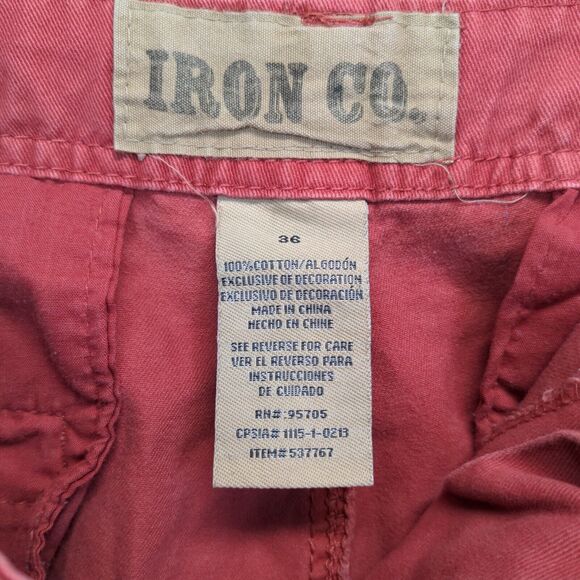 IRON CO.
36
100%COTTON/ALGODÓN
EXCLUSIVE OF DECORATION
EXCLUSIVO DE DECORACIÓN
MADE IN CHINA
HECHO EN CHINE
SEE REVERSE FOR CARE
VER EL REVERSO PARA
INSTRUCCIONES
DE CUIDADO
RN#:95705
CPSIA# 1115-1-0213
ITEM#537767